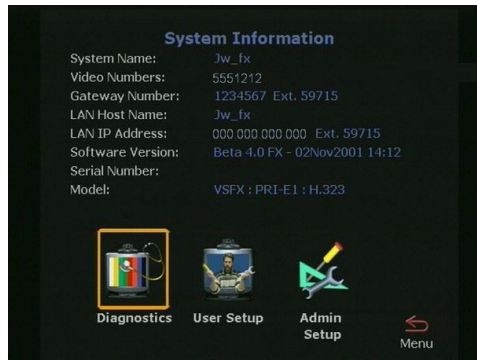 System Information
System Name: Jw_fx
Video Numbers: 5551212
Gateway Number: 1234567 Ext. 59715
LAN Host Name: Jw_fx
LAN IP Address: 000.000.000.000 Ext. 59715
Software Version: Beta 4.0 FX - 02Nov2001 14:12
Serial Number:
Model: VSFX : PRI-E1 : H.323
Diagnostics User Setup Admin Setup
Menu